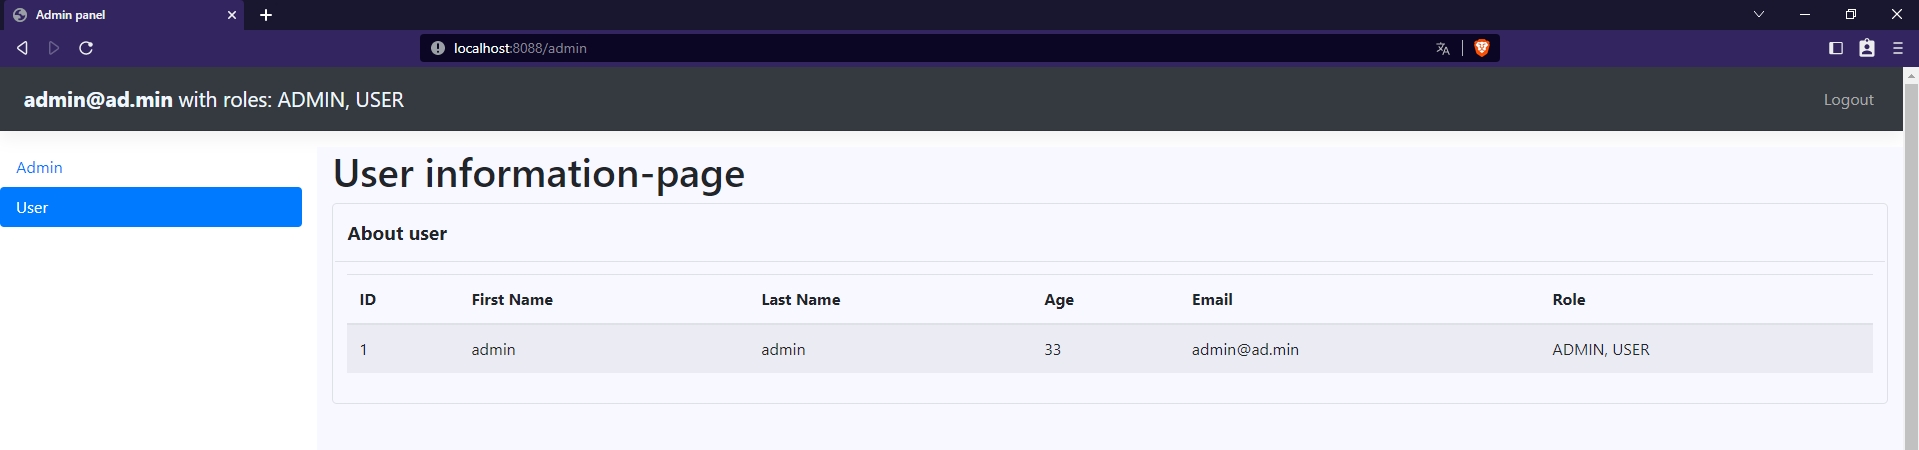 Admin panel
localhost:8088/admin
admin@ad.min with roles: ADMIN, USER
Logout
Admin
User
User information-page
About user
ID First Name Last Name Age Email Role
1 admin admin 33 admin@ad.min ADMIN, USER